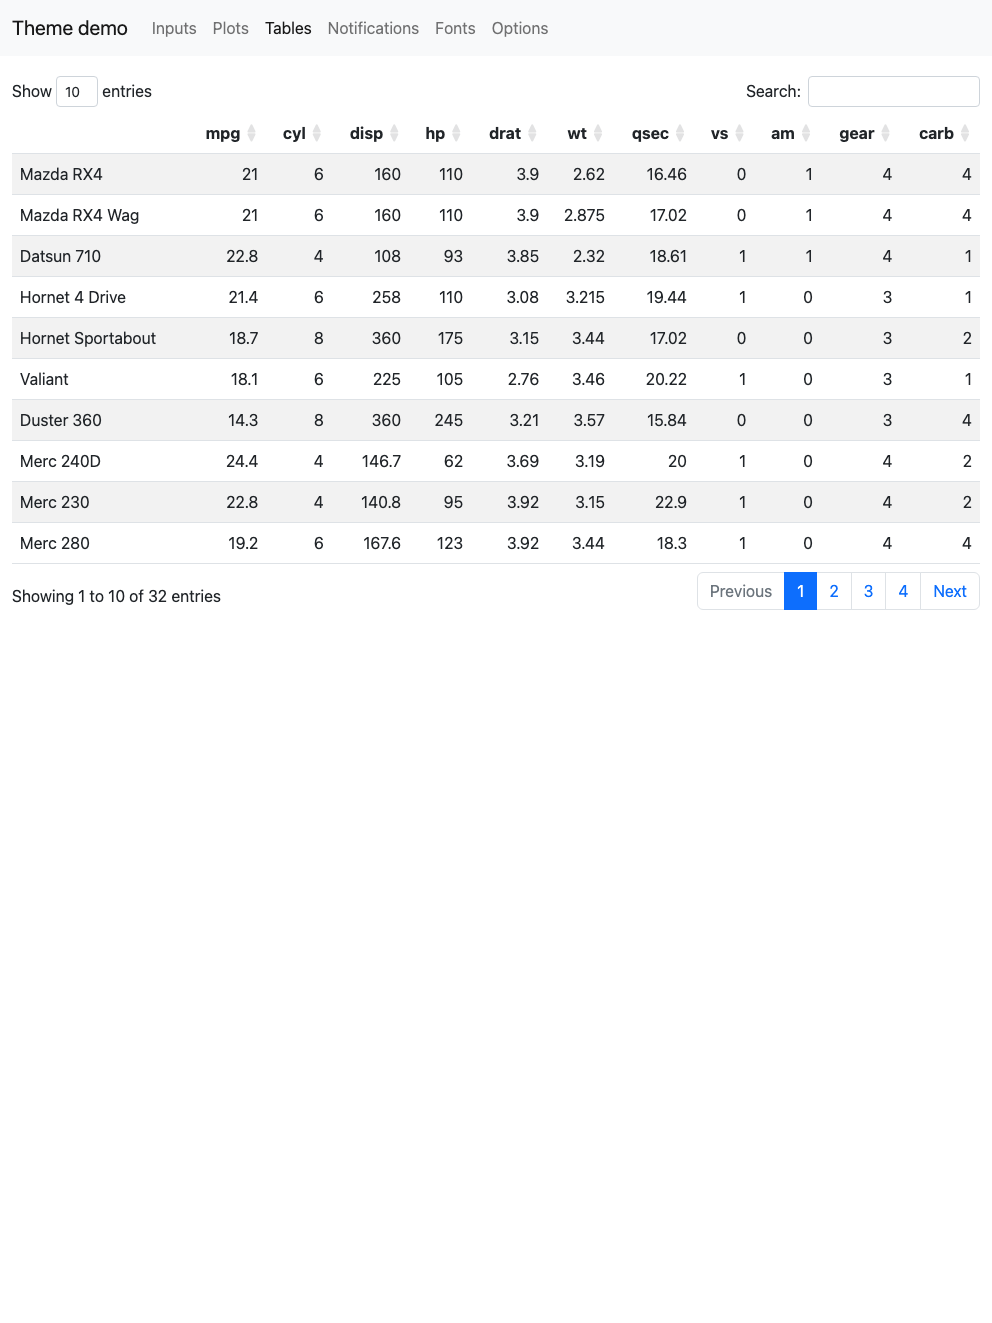 Theme demo Inputs Plots Tables Notifications Fonts Options
Show 10 entries Search:
mpg cyl disp hp drat wt qsec vs am gear carb
Mazda RX4 21 6 160 110 3.9 2.62 16.46 0 1 4 4
Mazda RX4 Wag 21 6 160 110 3.9 2.875 17.02 0 1 4 4
Datsun 710 22.8 4 108 93 3.85 2.32 18.61 1 1 4 1
Hornet 4 Drive 21.4 6 258 110 3.08 3.215 19.44 1 0 3 1
Hornet Sportabout 18.7 8 360 175 3.15 3.44 17.02 0 0 3 2
Valiant 18.1 6 225 105 2.76 3.46 20.22 1 0 3 1
Duster 360 14.3 8 360 245 3.21 3.57 15.84 0 0 3 4
Merc 240D 24.4 4 146.7 62 3.69 3.19 20 1 0 4 2
Merc 230 22.8 4 140.8 95 3.92 3.15 22.9 1 0 4 2
Merc 280 19.2 6 167.6 123 3.92 3.44 18.3 1 0 4 4
Showing 1 to 10 of 32 entries Previous 1 2 3 4 Next